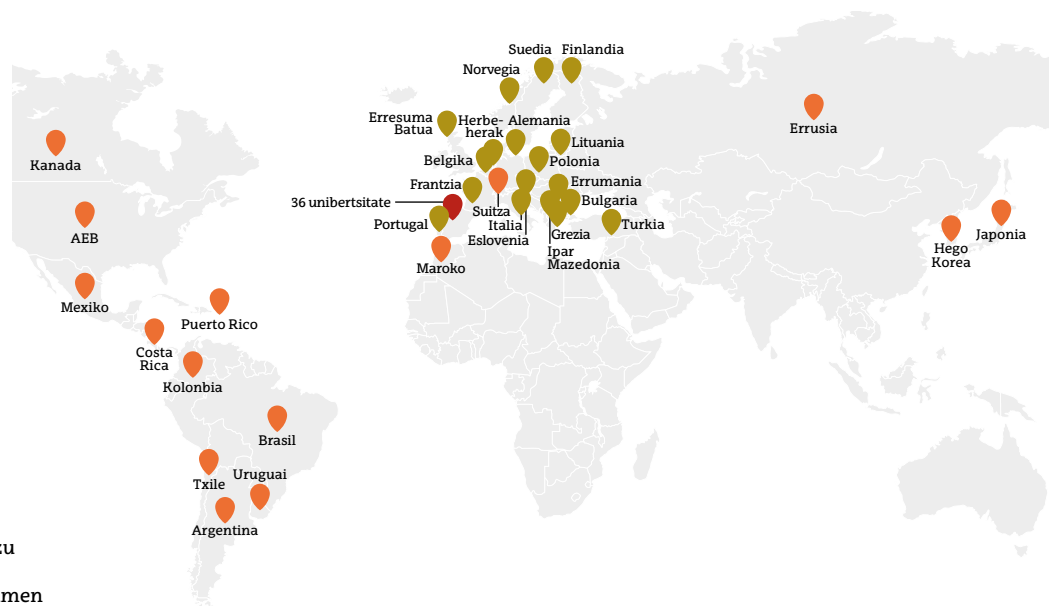 Suedia
Finlandia
Norvegia
Erresuma
Batua
Herbe-
herak
Alemania
Lituania
Belgika
Polonia
Frantzia
Errumania
36 unibertsitate
Bulgaria
Suitza
Portugal
Italia
Turkia
Eslovenia
Grezia
Ipar
Mazedonia
Maroko
Errusia
Kanada
AEB
Mexiko
Puerto Rico
Costa
Rica
Kolonbia
Brasil
Txile
Uruguai
Argentina
Japonia
Hego
Korea
zu
men